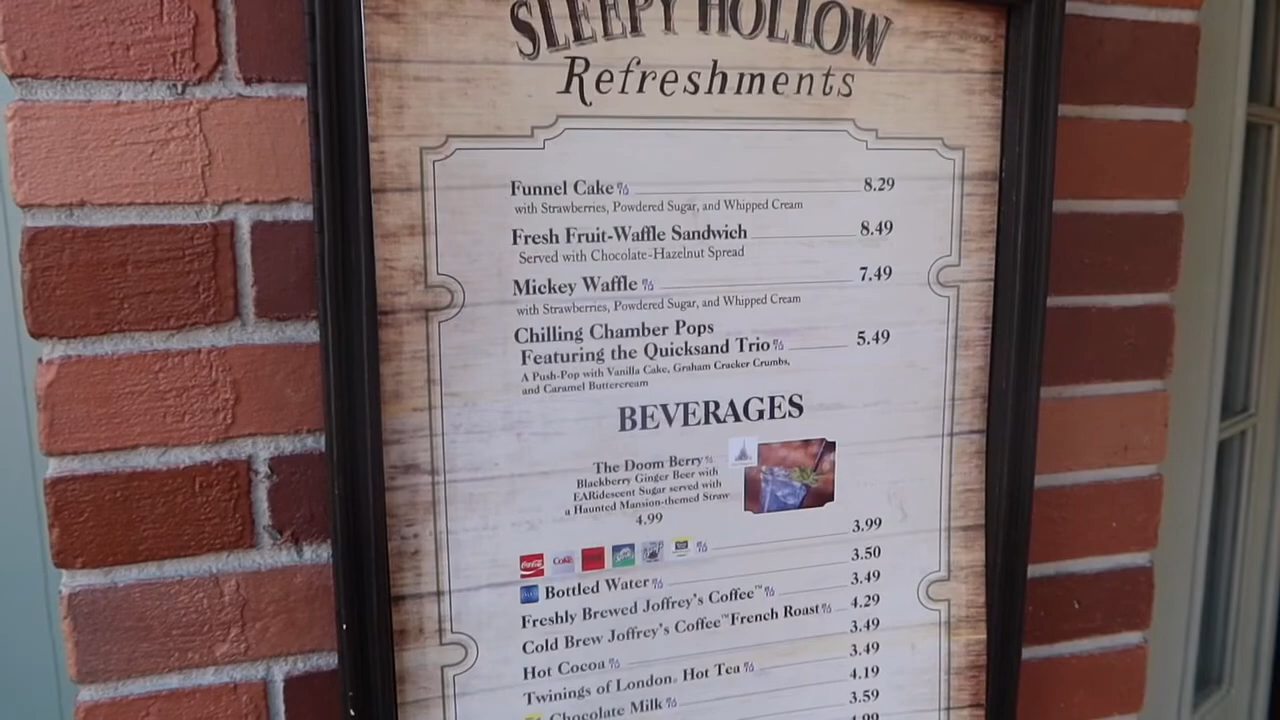 SLEEPY HOLLOW
Refreshments
Funnel Cake 8.29
with Strawberries, Powdered Sugar, and Whipped Cream
Fresh Fruit-Waffle Sandwich 8.49
Served with Chocolate-Hazelnut Spread
Mickey Waffle 7.49
with Strawberries, Powdered Sugar, and Whipped Cream
Chilling Chamber Pops
Featuring the Quicksand Trio 5.49
A Push-Pop with Vanilla Cake, Graham Cracker Crumbs,
and Caramel Buttercream
BEVERAGES
The Doom Berry
Blackberry Ginger Beer with
EARidescent Sugar served with
a Haunted Mansion-themed Straw
4.99
Coca-Cola Coke 3.99
Bottled Water 3.50
Freshly Brewed Joffrey's Coffee™ 3.49
Cold Brew Joffrey's Coffee™ French Roast 4.29
Hot Cocoa 3.49
Twinings of London® Hot Tea 3.49
Chocolate Milk 4.19
3.59